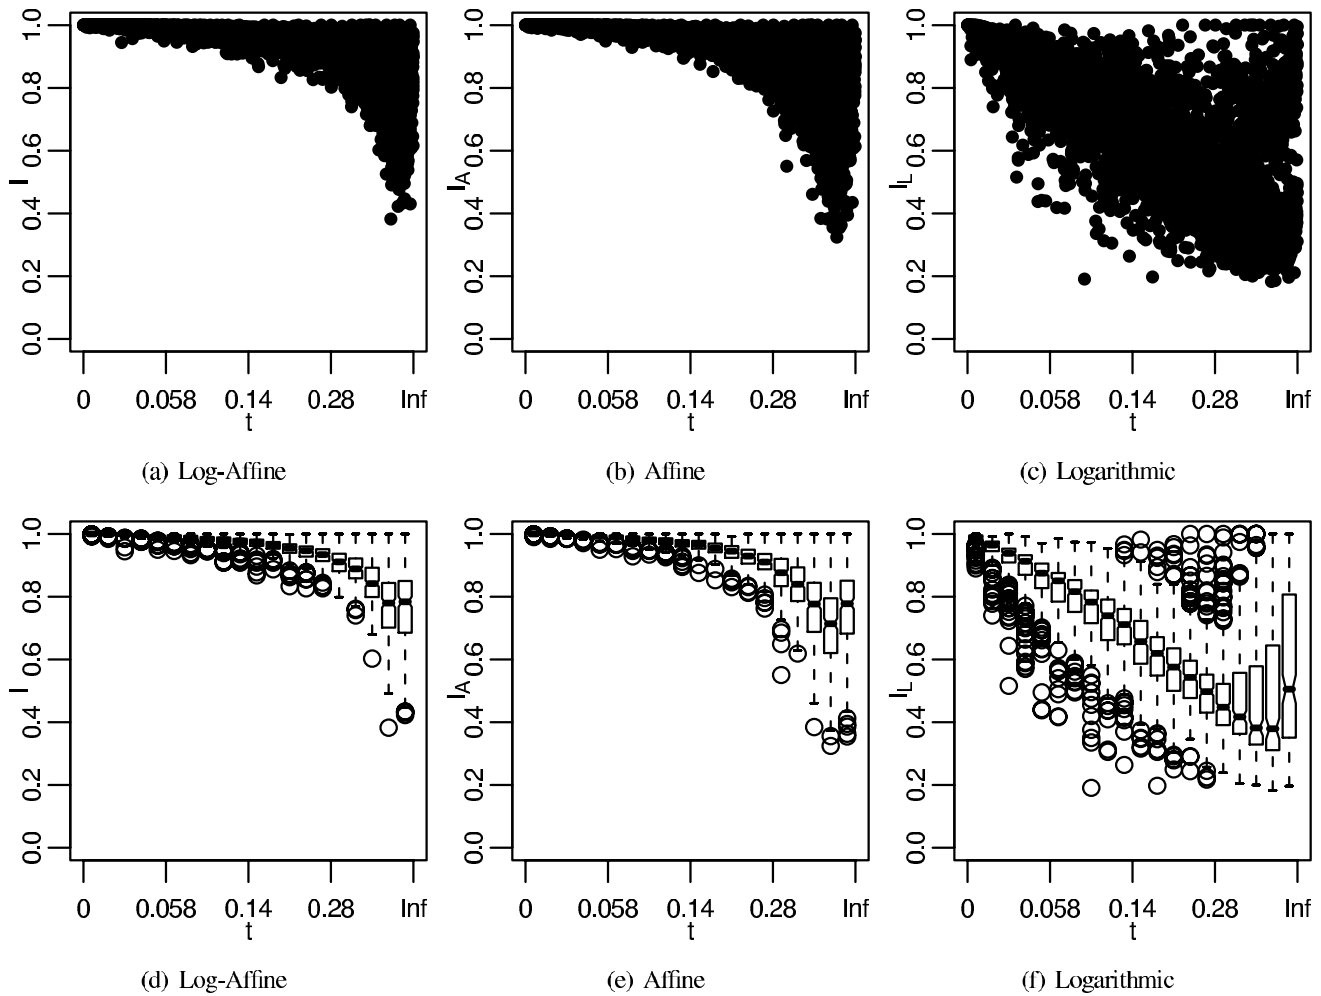 1.0
0.8
0.6
0.4
0.2
0.0
I
0 0.058 0.14 0.28 Inf
t
(a) Log-Affine
1.0
0.8
0.6
0.4
0.2
0.0
IA
0 0.058 0.14 0.28 Inf
t
(b) Affine
1.0
0.8
0.6
0.4
0.2
0.0
IL
0 0.058 0.14 0.28 Inf
t
(c) Logarithmic
1.0
0.8
0.6
0.4
0.2
0.0
I
0 0.058 0.14 0.28 Inf
t
(d) Log-Affine
1.0
0.8
0.6
0.4
0.2
0.0
IA
0 0.058 0.14 0.28 Inf
t
(e) Affine
1.0
0.8
0.6
0.4
0.2
0.0
IL
0 0.058 0.14 0.28 Inf
t
(f) Logarithmic